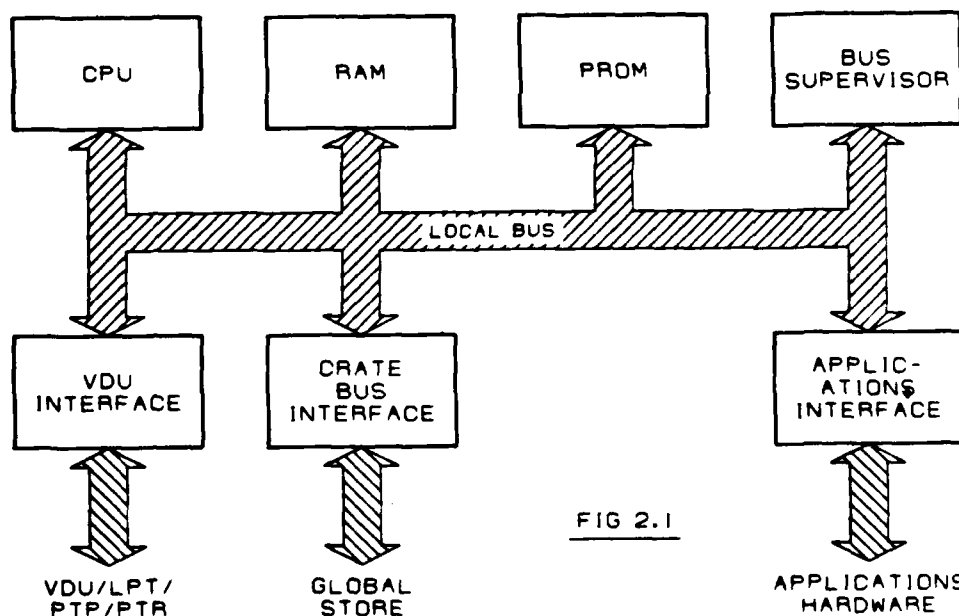 CPU
RAM
PROM
BUS
SUPERVISOR
LOCAL BUS
VDU
INTERFACE
CRATE
BUS
INTERFACE
APPLIC-
ATIONS
INTERFACE
FIG 2.1
VDU/LPT/
PTP/PTR
GLOBAL
STORE
APPLICATIONS
HARDWARE